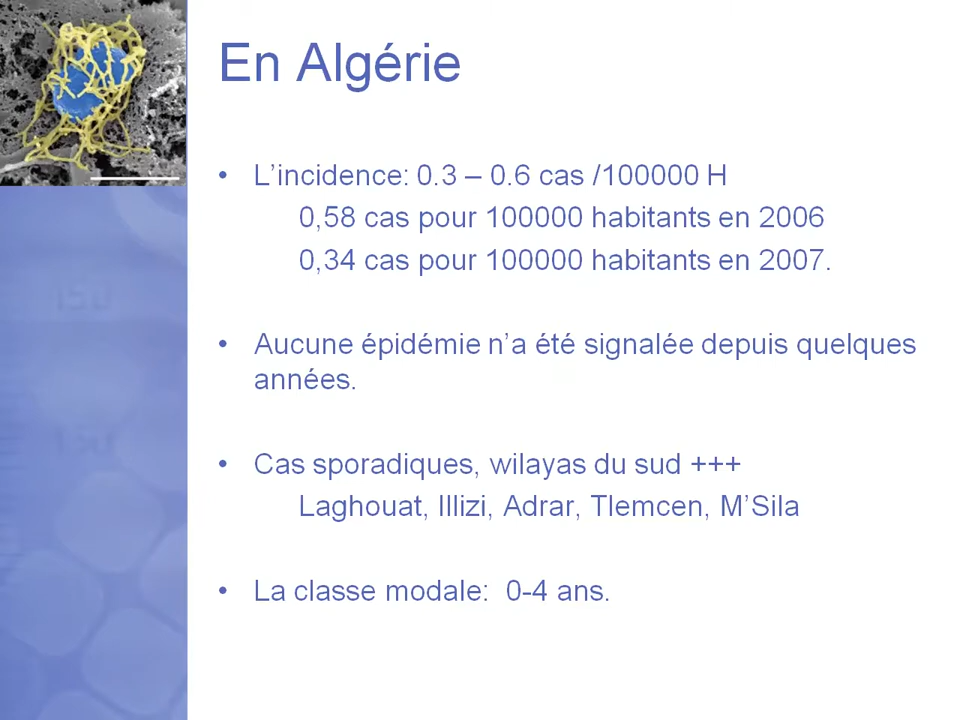 En Algérie
• L’incidence: 0.3 – 0.6 cas /100000 H
0,58 cas pour 100000 habitants en 2006
0,34 cas pour 100000 habitants en 2007.
• Aucune épidémie n’a été signalée depuis quelques
années.
• Cas sporadiques, wilayas du sud +++
Laghouat, Illizi, Adrar, Tlemcen, M’Sila
• La classe modale:  0-4 ans.